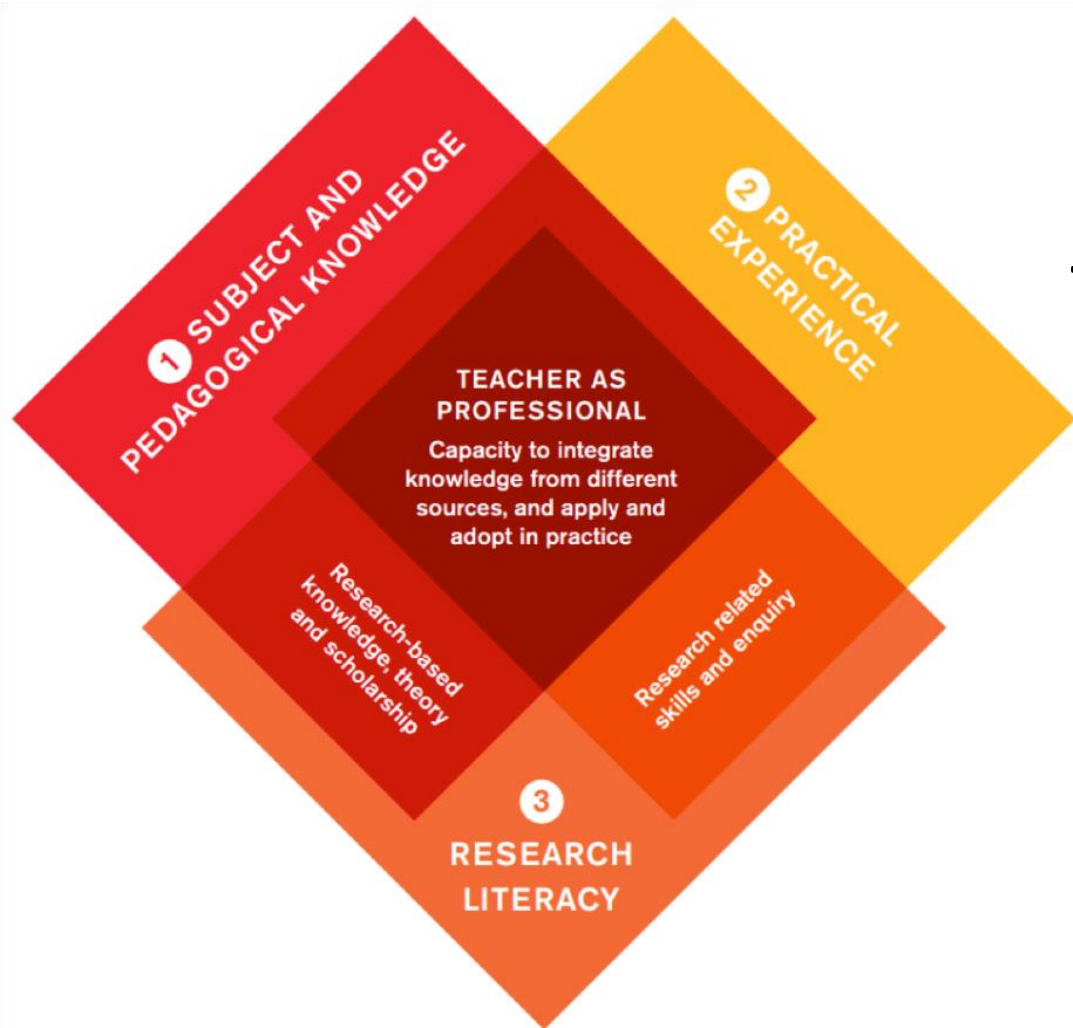 1 SUBJECT AND
PEDAGOGICAL KNOWLEDGE
2 PRACTICAL
EXPERIENCE
TEACHER AS
PROFESSIONAL
Capacity to integrate
knowledge from different
sources, and apply and
adopt in practice
Research-based
knowledge, theory
and scholarship
Research related
skills and enquiry
3
RESEARCH
LITERACY